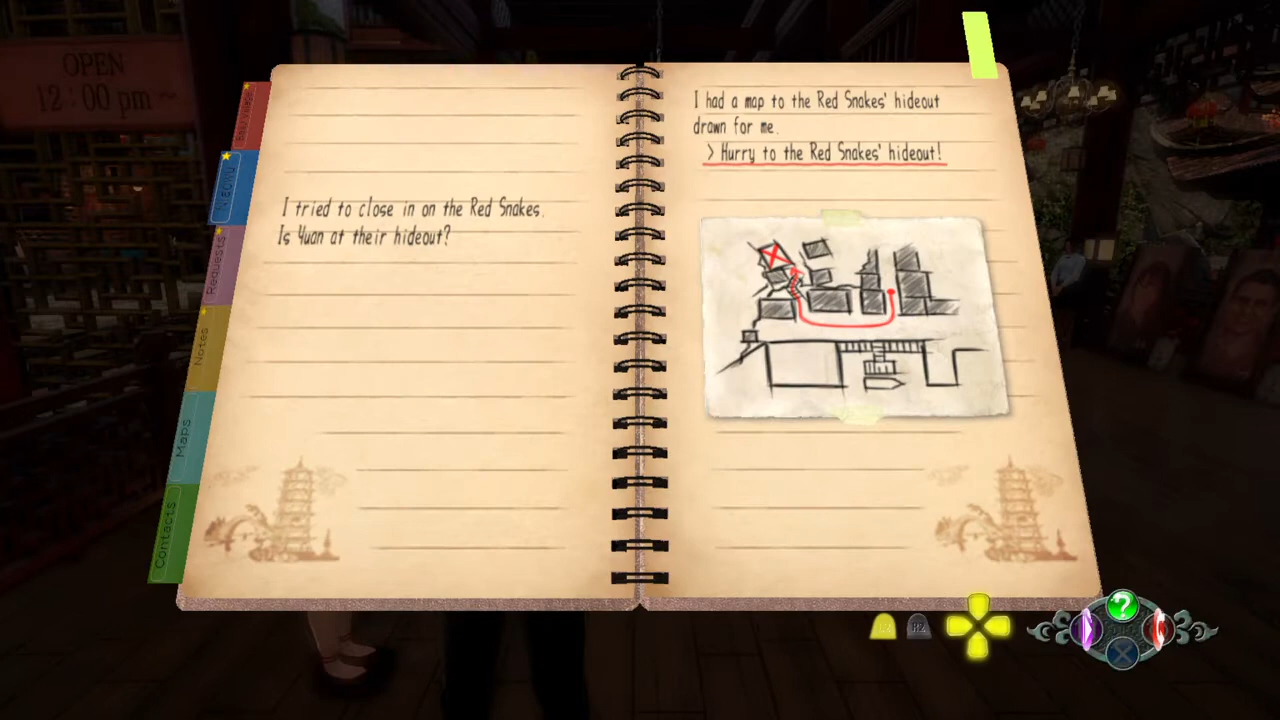 OPEN
12:00 pm ~
NIAOWU
Requests
Notes
Maps
Contacts
I tried to close in on the Red Snakes.
Is Yuan at their hideout?
I had a map to the Red Snakes' hideout
drawn for me.
> Hurry to the Red Snakes' hideout!
R2
?